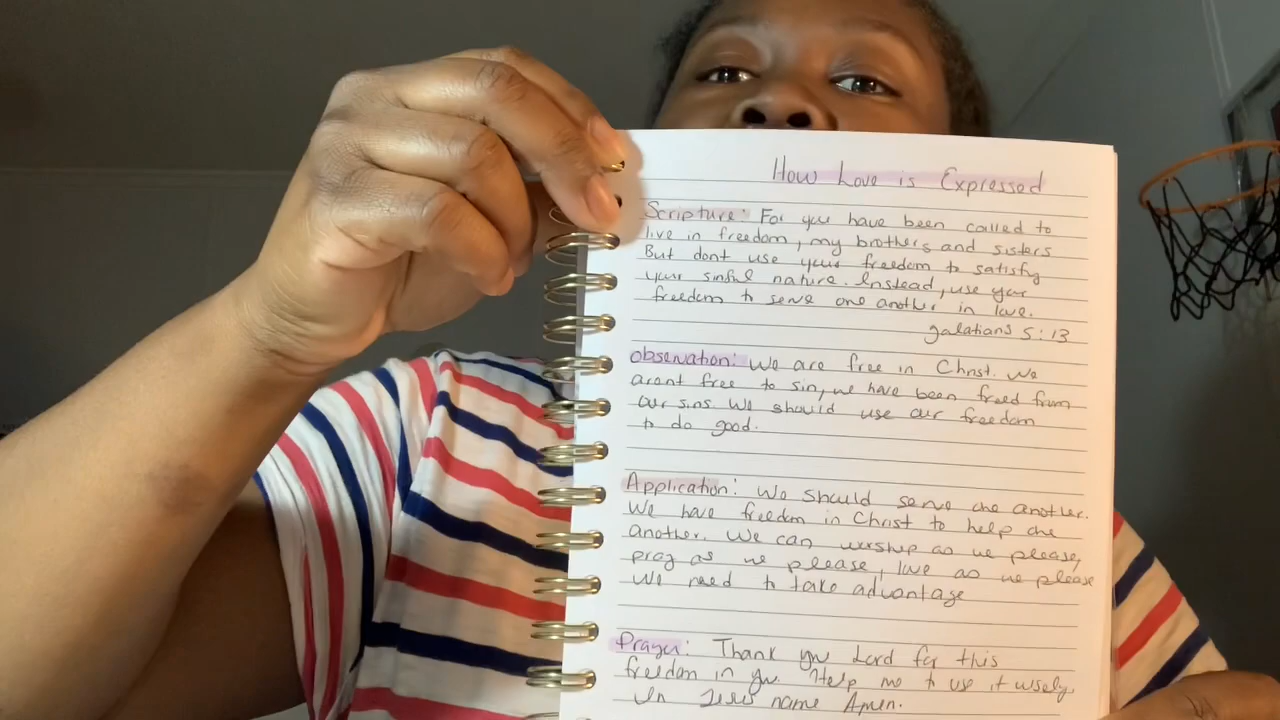 How Love is Expressed
Scripture: For you have been called to
live in freedom, my brothers and sisters
But dont use your freedom to satisfy
your sinful nature. Instead, use your
freedom to serve one another in love.
galatians 5:13
Observation: We are free in Christ. We
arent free to sin, we have been freed from
our sins We should use our freedom
to do good.
Application: We should serve one another.
We have freedom in Christ to help one
another. We can worship as we please,
pray as we please, live as we please
We need to take advantage
Prayer: Thank you Lord for this
freedom in you. Help me to use it wisely.
In Jesus name Amen.